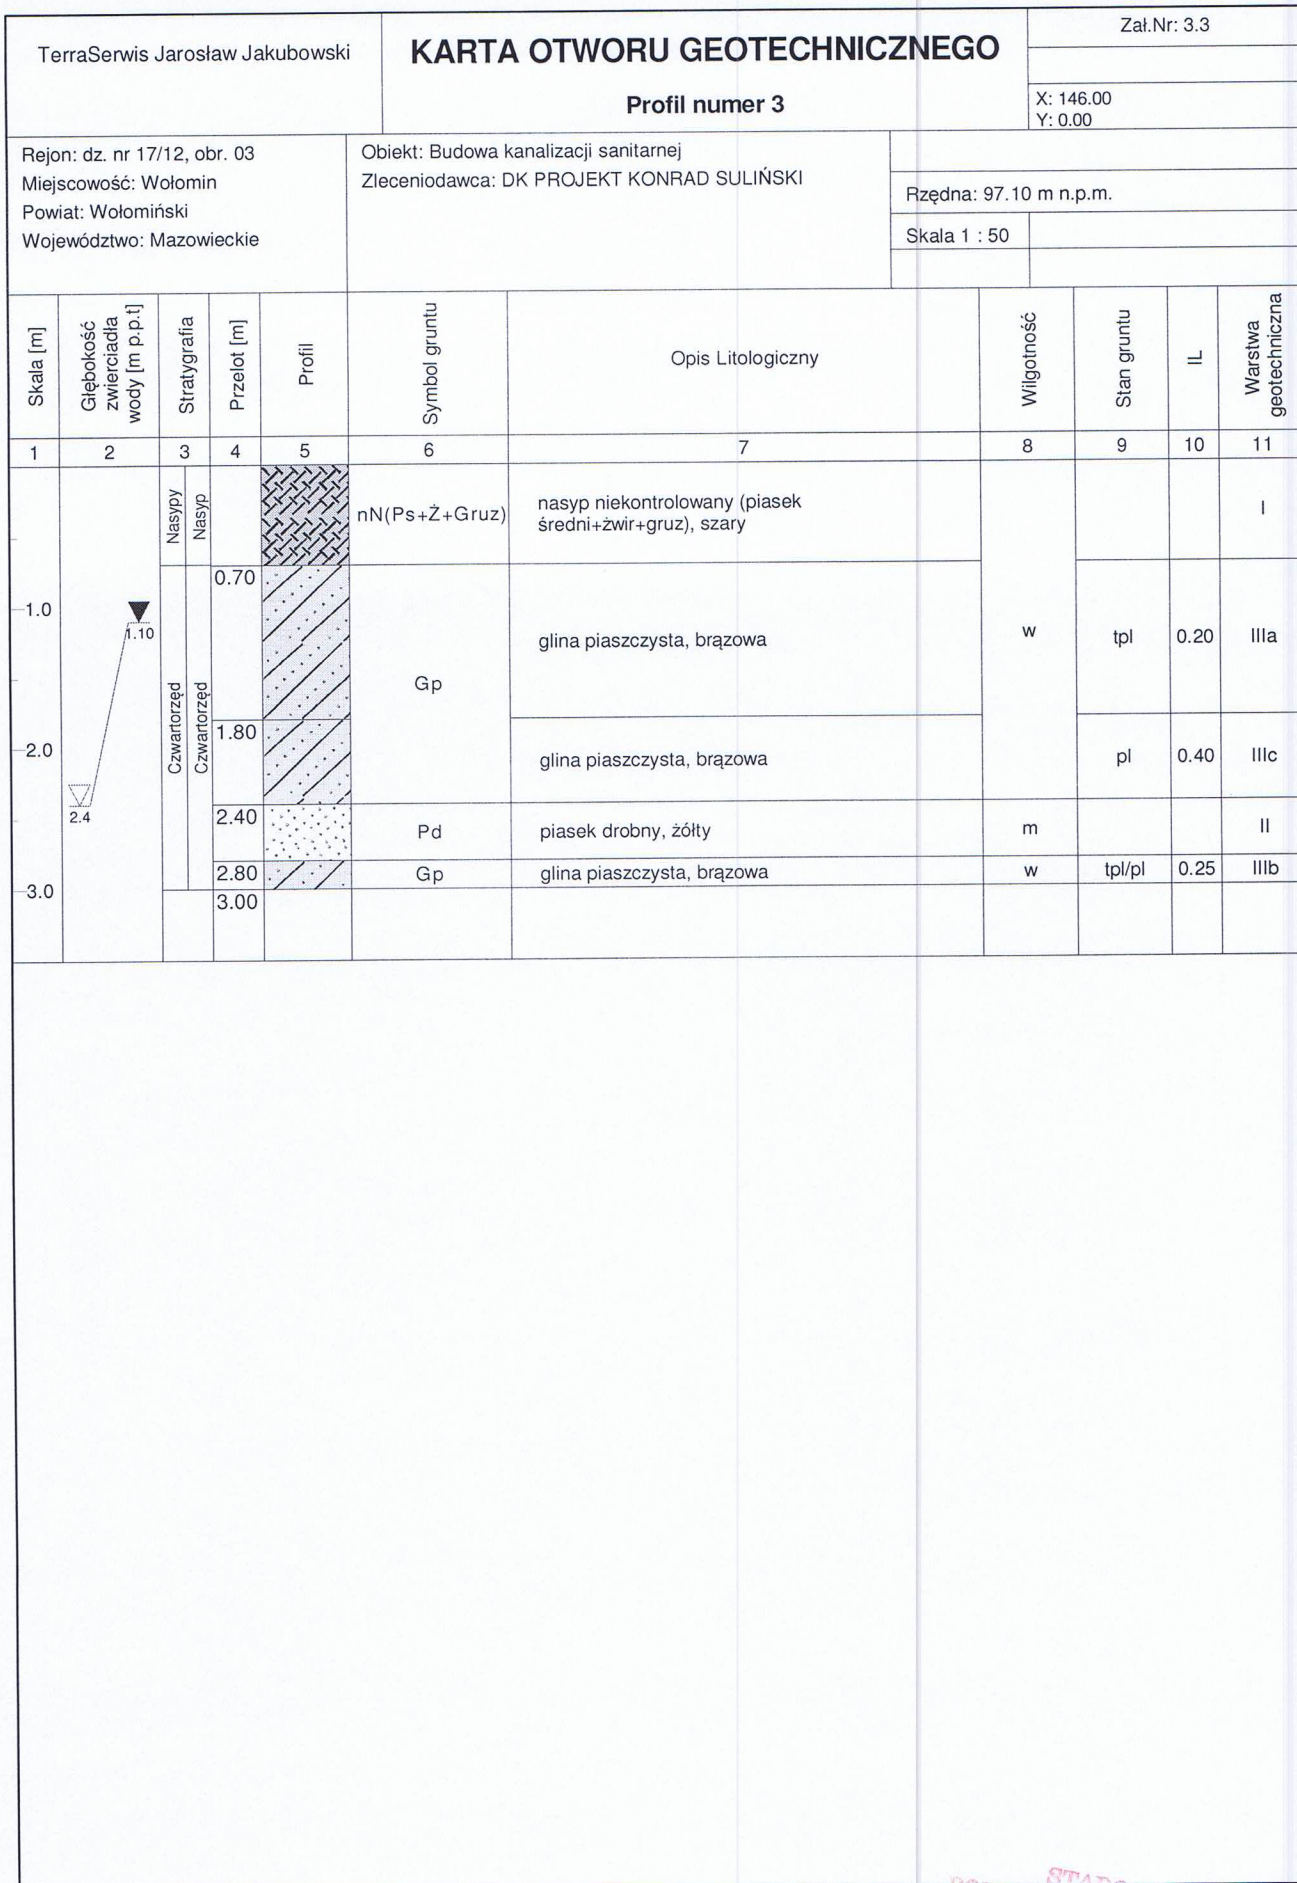 TerraSerwis Jarosław Jakubowski
KARTA OTWORU GEOTECHNICZNEGO
Profil numer 3
Zał.Nr: 3.3
X: 146.00
Y: 0.00
Rejon: dz. nr 17/12, obr. 03
Miejscowość: Wołomin
Powiat: Wołomiński
Województwo: Mazowieckie
Obiekt: Budowa kanalizacji sanitarnej
Zleceniodawca: DK PROJEKT KONRAD SULIŃSKI
Rzędna: 97.10 m n.p.m.
Skala 1 : 50
Skala [m]
Głębokość
zwierciadła
wody [m p.p.t]
Stratygrafia
Przelot [m]
Profil
Symbol gruntu
Opis Litologiczny
Wilgotność
Stan gruntu
IL
Warstwa
geotechniczna
1 2 3 4 5 6 7 8 9 10 11
Nasypy
Nasyp
nN(Ps+Ż+Gruz)
nasyp niekontrolowany (piasek
średni+żwir+gruz), szary
I
0.70
1.0
1.10
Czwartorzęd
Czwartorzęd
Gp
glina piaszczysta, brązowa
w
tpl
0.20
IIIa
1.80
2.0
glina piaszczysta, brązowa
pl
0.40
IIIc
2.4
2.40
Pd
piasek drobny, żółty
m
II
2.80
Gp
glina piaszczysta, brązowa
w
tpl/pl
0.25
IIIb
3.0
3.00